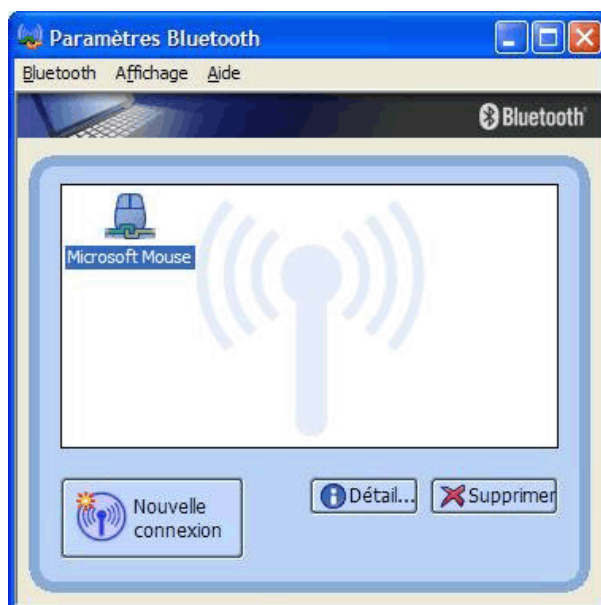 Paramètres Bluetooth
Bluetooth Affichage Aide
Bluetooth
Microsoft Mouse
Nouvelle
connexion
Détail...
Supprimer